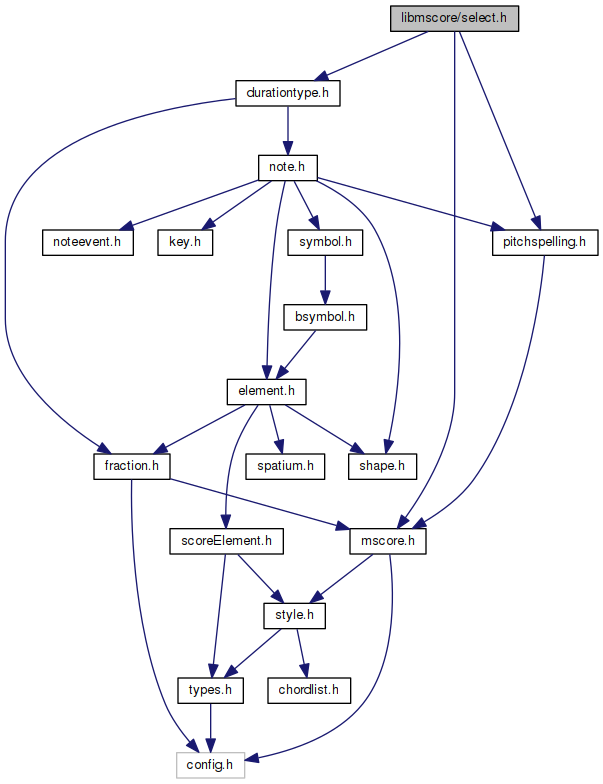 libmscore/select.h
durationtype.h
note.h
noteevent.h
key.h
symbol.h
pitchspelling.h
bsymbol.h
element.h
fraction.h
spatium.h
shape.h
scoreElement.h
mscore.h
style.h
types.h
chordlist.h
config.h